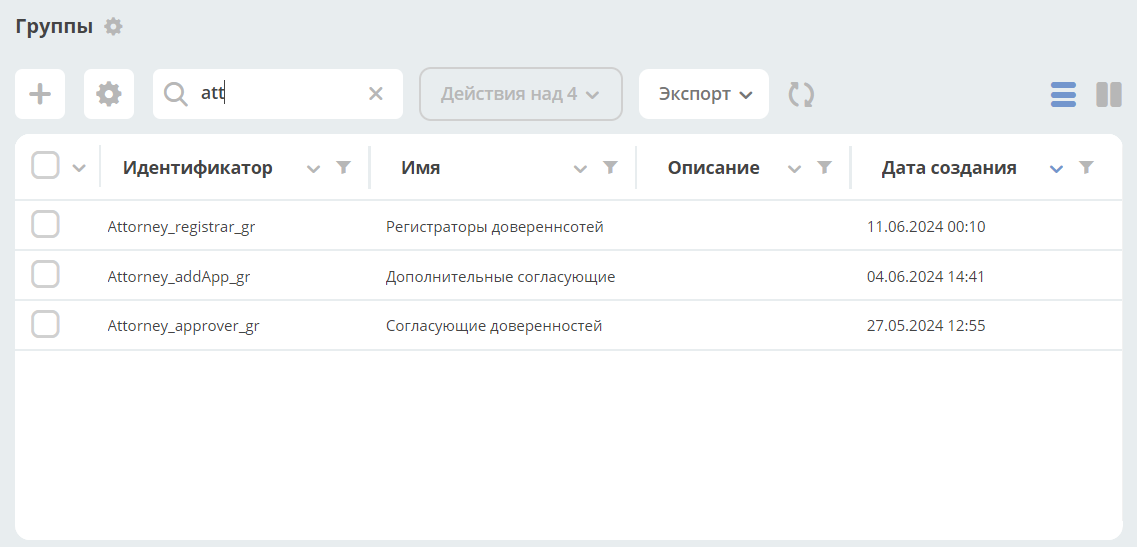 Группы
att
Действия над 4
Экспорт
Идентификатор Имя Описание Дата создания
Attorney_registrar_gr Регистраторы довереннсотей 11.06.2024 00:10
Attorney_addApp_gr Дополнительные согласующие 04.06.2024 14:41
Attorney_approver_gr Согласующие доверенностей 27.05.2024 12:55